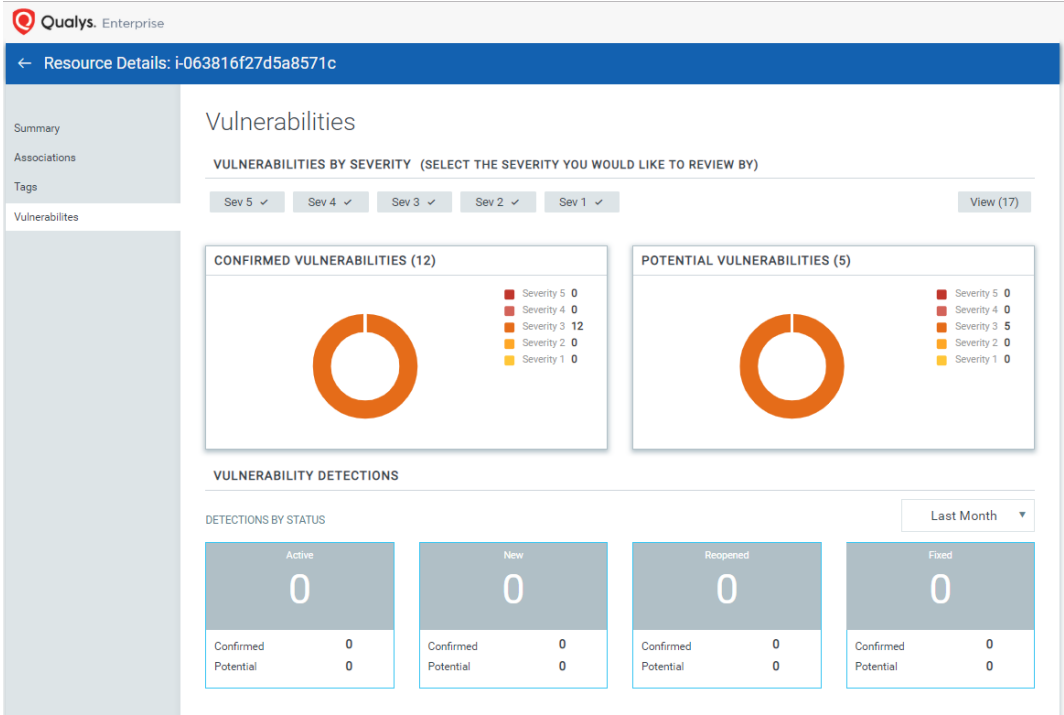 Qualys. Enterprise
← Resource Details: i-063816f27d5a8571c
Summary
Associations
Tags
Vulnerabilites
Vulnerabilities
VULNERABILITIES BY SEVERITY (SELECT THE SEVERITY YOU WOULD LIKE TO REVIEW BY)
Sev 5 ✓ Sev 4 ✓ Sev 3 ✓ Sev 2 ✓ Sev 1 ✓ View (17)
CONFIRMED VULNERABILITIES (12)
Severity 5 0
Severity 4 0
Severity 3 12
Severity 2 0
Severity 1 0
POTENTIAL VULNERABILITIES (5)
Severity 5 0
Severity 4 0
Severity 3 5
Severity 2 0
Severity 1 0
VULNERABILITY DETECTIONS
DETECTIONS BY STATUS
Last Month ▼
Active
0
Confirmed 0
Potential 0
New
0
Confirmed 0
Potential 0
Reopened
0
Confirmed 0
Potential 0
Fixed
0
Confirmed 0
Potential 0